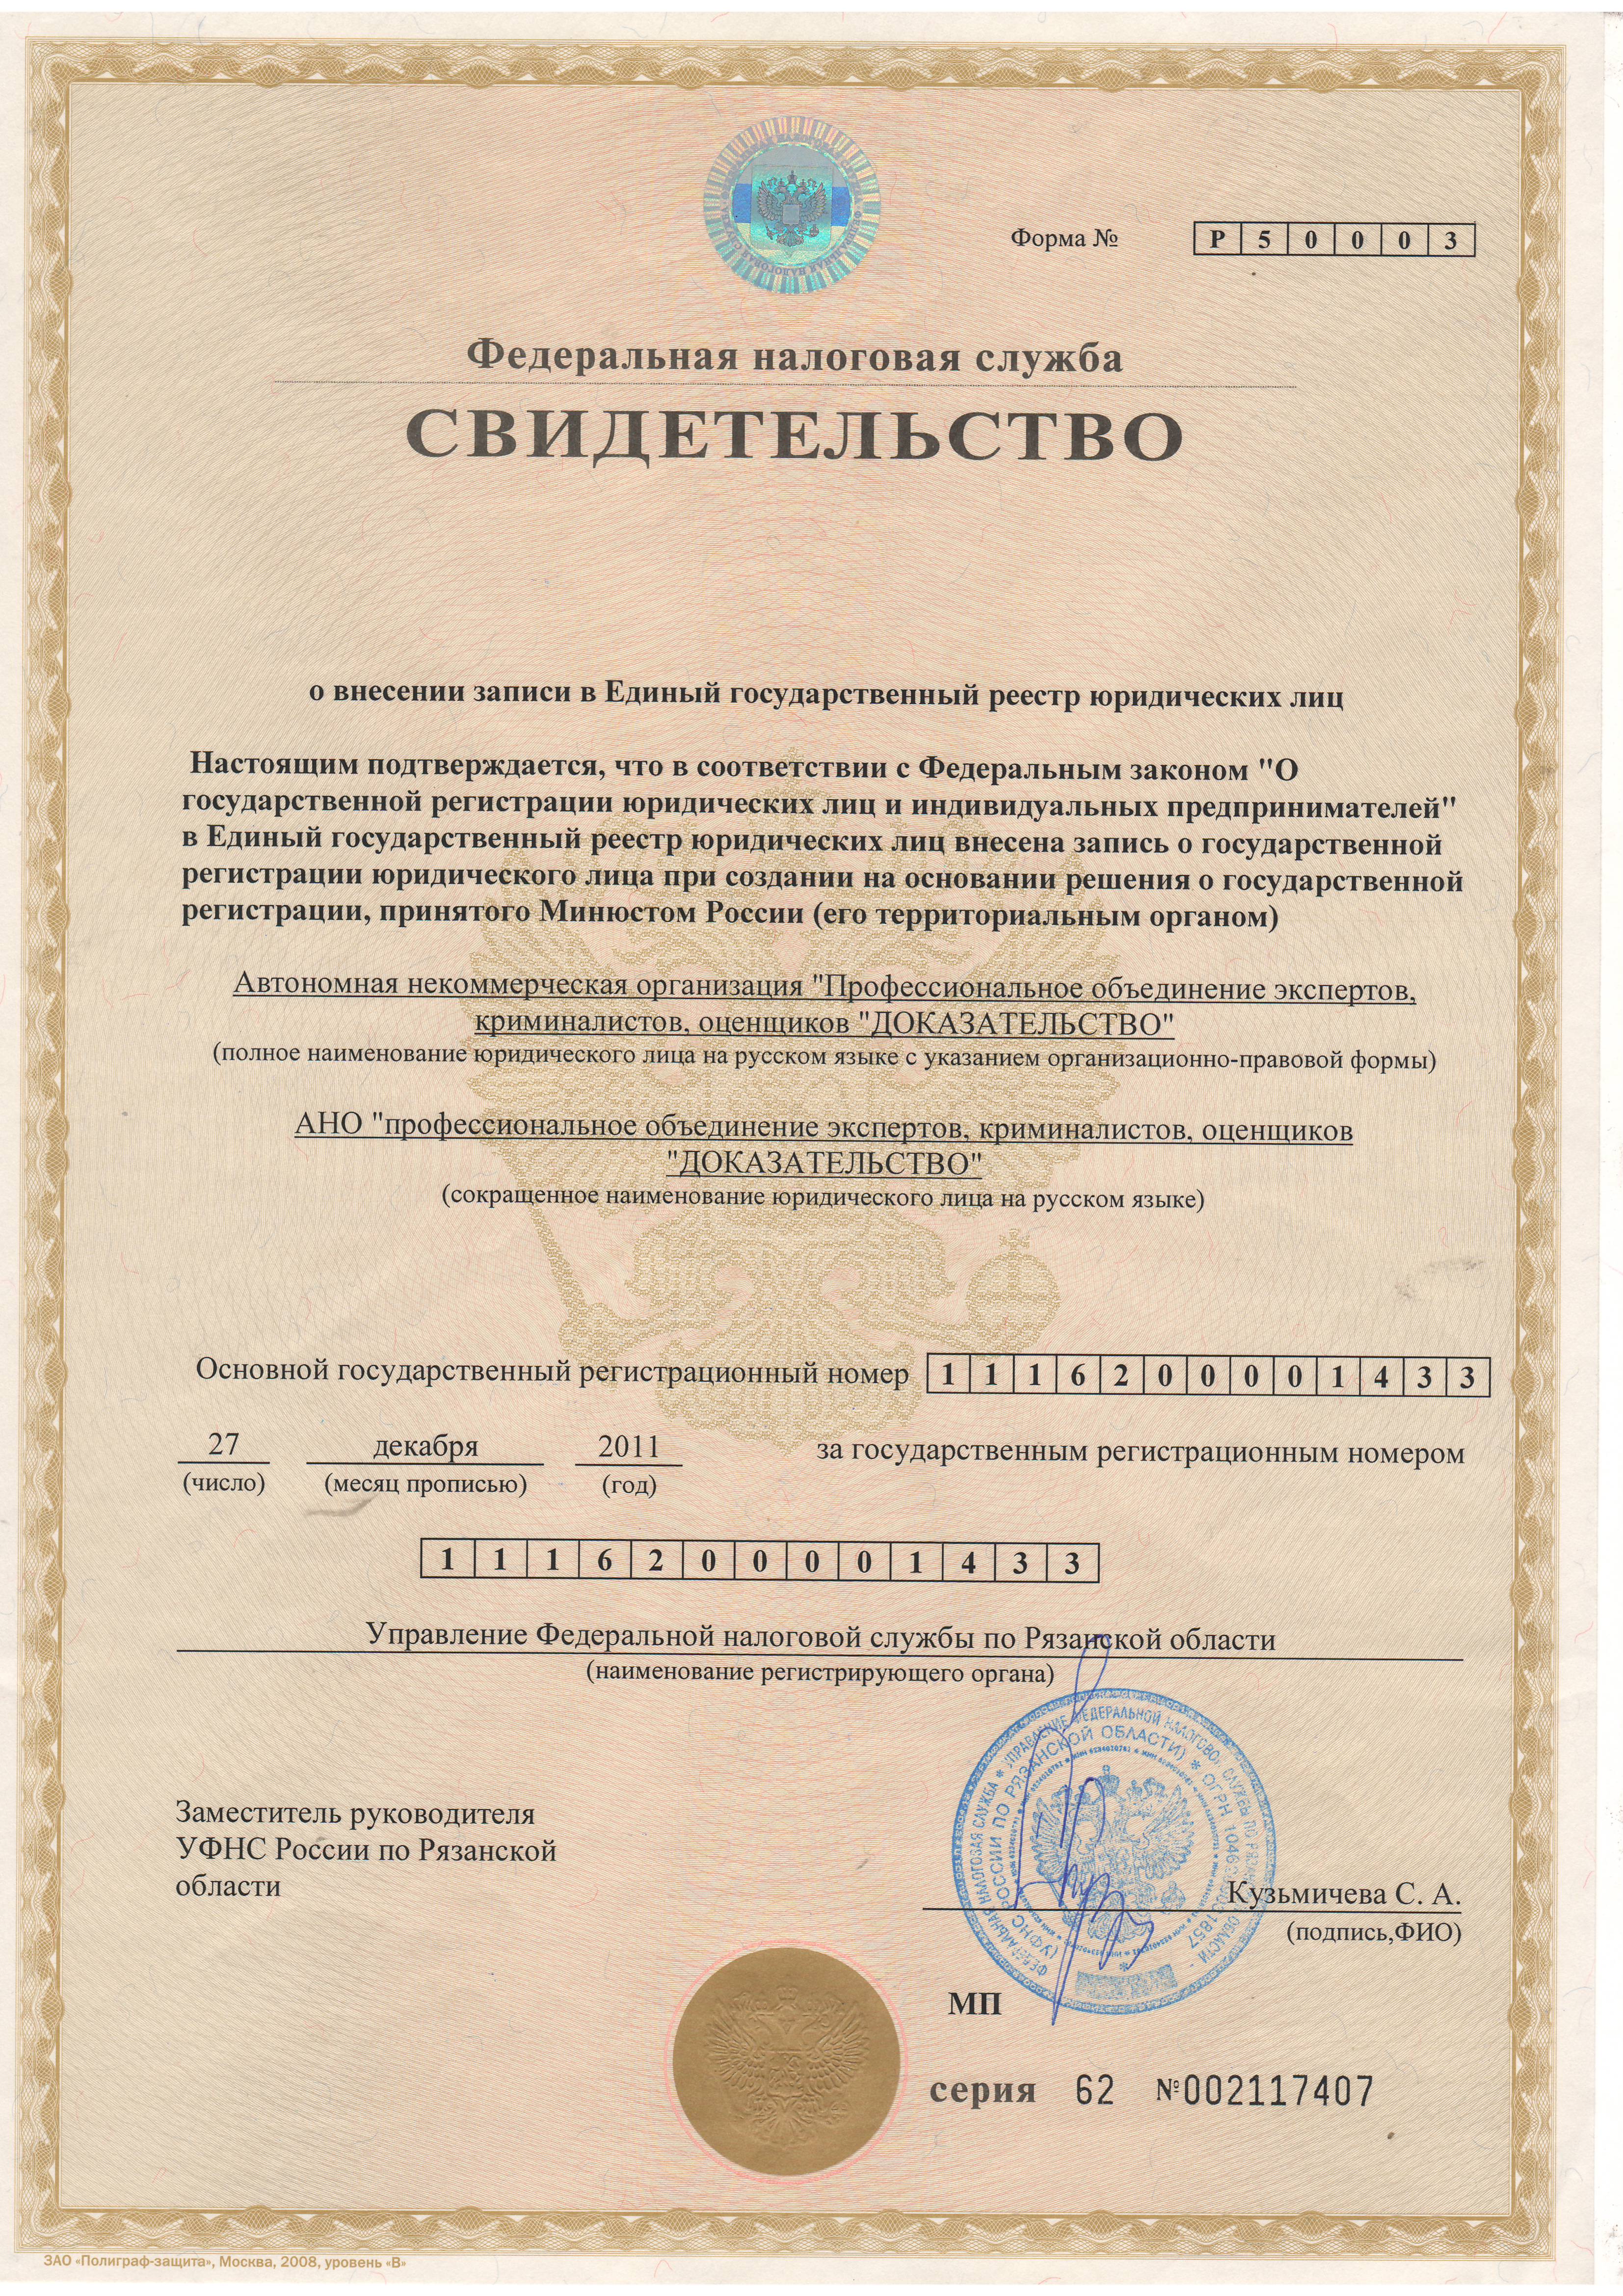 Форма № Р 5 0 0 0 3
Федеральная налоговая служба
СВИДЕТЕЛЬСТВО
о внесении записи в Единый государственный реестр юридических лиц
Настоящим подтверждается, что в соответствии с Федеральным законом "О
государственной регистрации юридических лиц и индивидуальных предпринимателей"
в Единый государственный реестр юридических лиц внесена запись о государственной
регистрации юридического лица при создании на основании решения о государственной
регистрации, принятого Минюстом России (его территориальным органом)
Автономная некоммерческая организация "Профессиональное объединение экспертов,
криминалистов, оценщиков "ДОКАЗАТЕЛЬСТВО"
(полное наименование юридического лица на русском языке с указанием организационно-правовой формы)
АНО "профессиональное объединение экспертов, криминалистов, оценщиков
"ДОКАЗАТЕЛЬСТВО"
(сокращенное наименование юридического лица на русском языке)
Основной государственный регистрационный номер 1 1 1 6 2 0 0 0 0 1 4 3 3
27 декабря 2011 за государственным регистрационным номером
(число) (месяц прописью) (год)
1 1 1 6 2 0 0 0 0 1 4 3 3
Управление Федеральной налоговой службы по Рязанской области
(наименование регистрирующего органа)
Заместитель руководителя
УФНС России по Рязанской
области
Кузьмичева С. А.
(подпись,ФИО)
ФЕДЕРАЛЬНАЯ НАЛОГОВАЯ СЛУЖБА * УПРАВЛЕНИЕ ФЕДЕРАЛЬНОЙ НАЛОГОВОЙ СЛУЖБЫ ПО ОБЛАСТИ
(УФНС РОССИИ ПО РЯЗАНСКОЙ ОБЛАСТИ) * ОГРН
МП
серия 62 №002117407
ЗАО «Полиграф-защита», Москва, 2008, уровень «В»